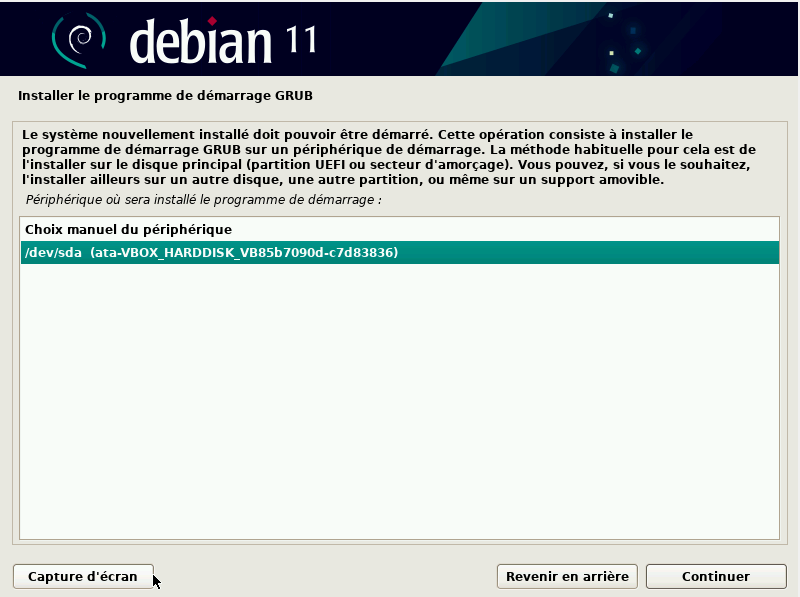 debian 11
Installer le programme de démarrage GRUB
Le système nouvellement installé doit pouvoir être démarré. Cette opération consiste à installer le
programme de démarrage GRUB sur un périphérique de démarrage. La méthode habituelle pour cela est de
l'installer sur le disque principal (partition UEFI ou secteur d'amorçage). Vous pouvez, si vous le souhaitez,
l'installer ailleurs sur un autre disque, une autre partition, ou même sur un support amovible.
Périphérique où sera installé le programme de démarrage :
Choix manuel du périphérique
/dev/sda  (ata-VBOX_HARDDISK_VB85b7090d-c7d83836)
Capture d'écran
Revenir en arrière
Continuer